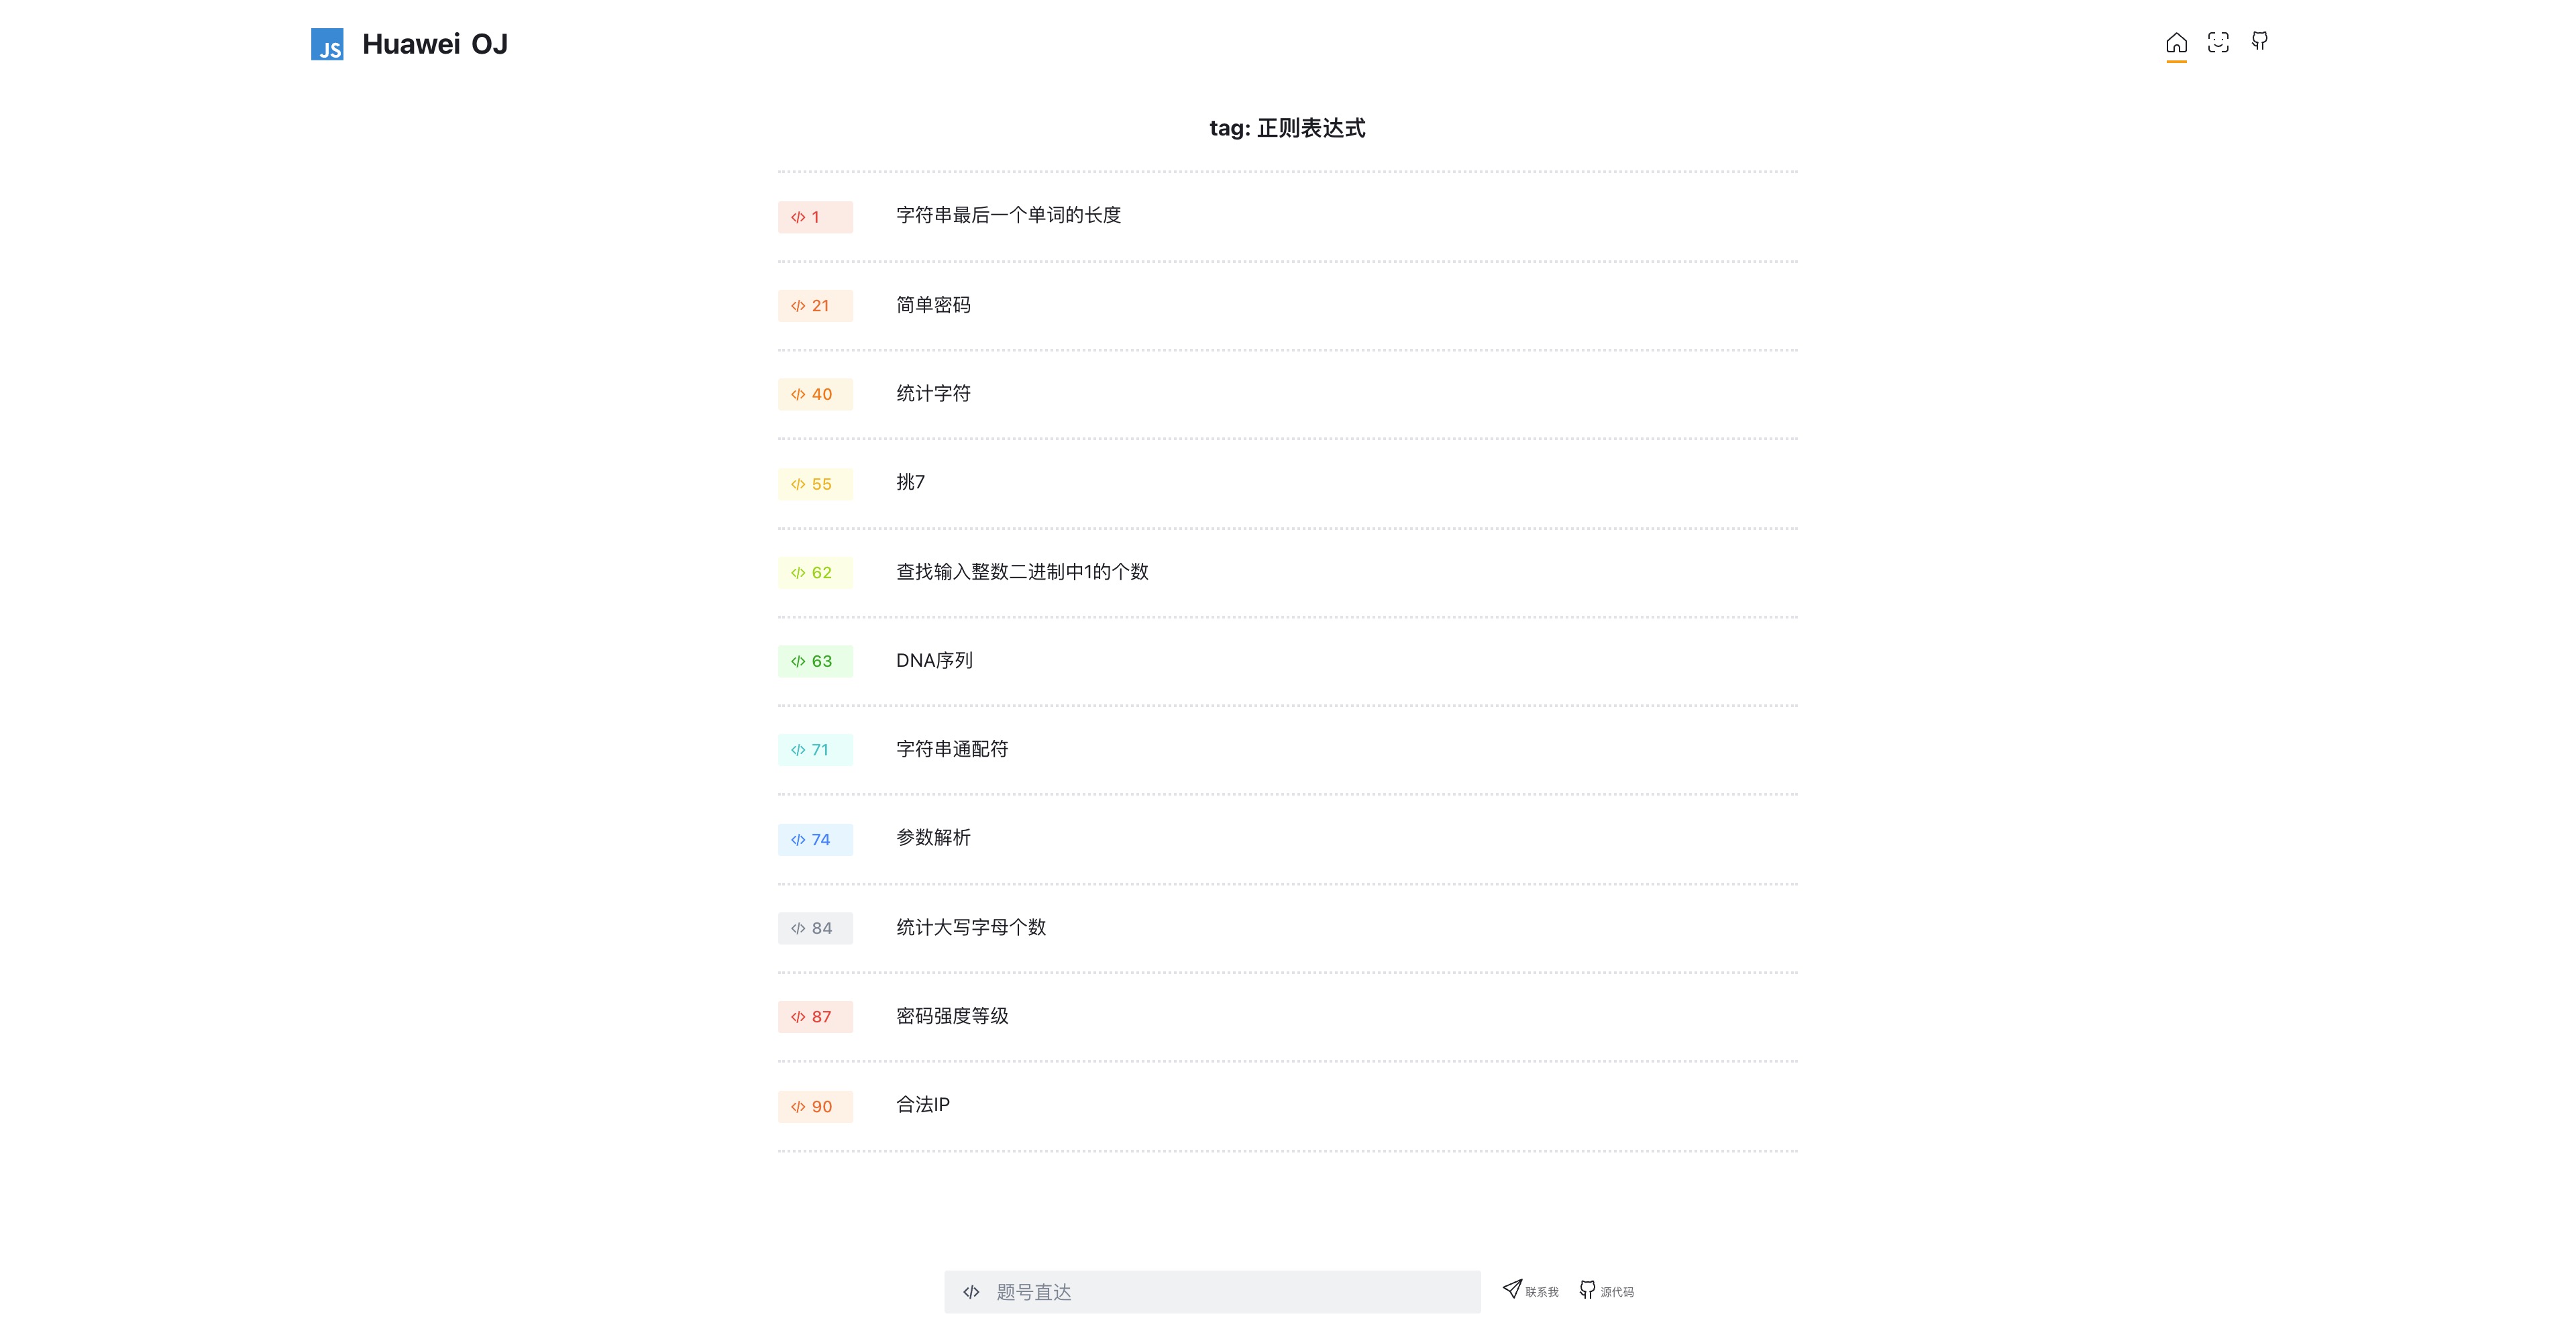 JS Huawei OJ
tag: 正则表达式
</> 1 字符串最后一个单词的长度
</> 21 简单密码
</> 40 统计字符
</> 55 挑7
</> 62 查找输入整数二进制中1的个数
</> 63 DNA序列
</> 71 字符串通配符
</> 74 参数解析
</> 84 统计大写字母个数
</> 87 密码强度等级
</> 90 合法IP
</> 题号直达 联系我 源代码